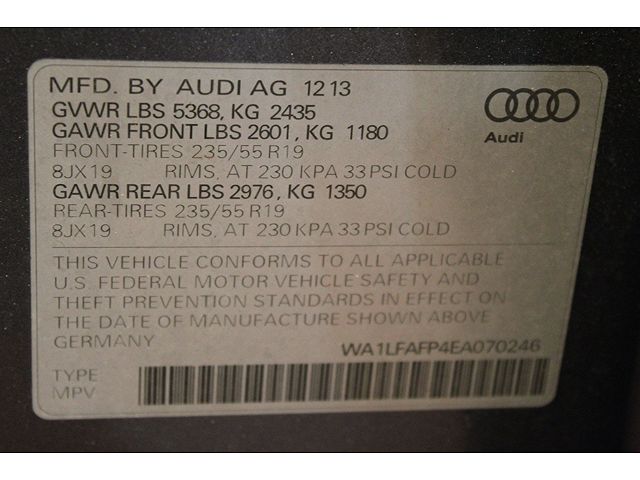 MFD. BY AUDI AG 12 13
GVWR LBS 5368, KG 2435
GAWR FRONT LBS 2601, KG 1180
FRONT-TIRES 235/55 R19
8JX19 RIMS, AT 230 KPA 33 PSI COLD
GAWR REAR LBS 2976, KG 1350
REAR-TIRES 235/55 R19
8JX19 RIMS, AT 230 KPA 33 PSI COLD
Audi
THIS VEHICLE CONFORMS TO ALL APPLICABLE
U.S. FEDERAL MOTOR VEHICLE SAFETY AND
THEFT PREVENTION STANDARDS IN EFFECT ON
THE DATE OF MANUFACTURE SHOWN ABOVE
GERMANY WA1LFAFP4EA070246
TYPE
MPV